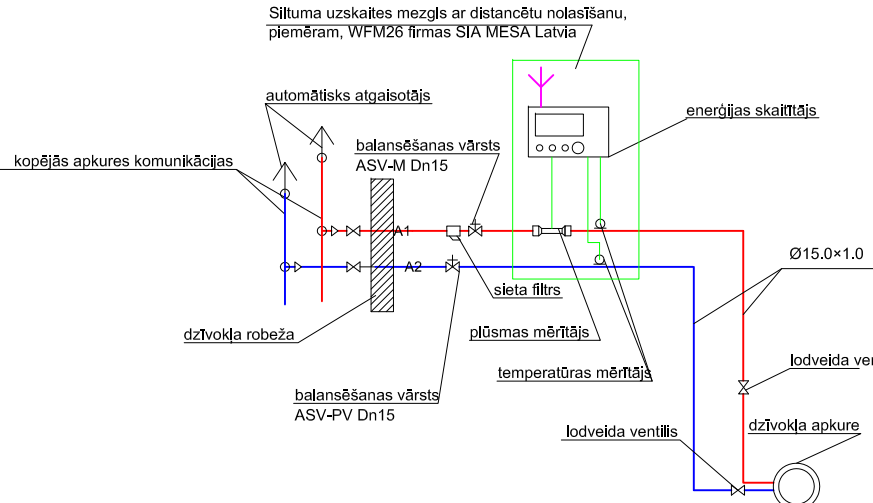 Siltuma uzskaites mezgls ar distancētu nolasīšanu,
piemēram, WFM26 firmas SIA MESA Latvia
automātisks atgaisotājs
enerģijas skaitītājs
balansēšanas vārsts
ASV-M Dn15
kopējās apkures komunikācijas
A1
A2
Ø15.0×1.0
sieta filtrs
dzīvokļa robeža
plūsmas mērītājs
lodveida
temperatūras mērītājs
balansēšanas vārsts
ASV-PV Dn15
lodveida ventilis
dzīvokļa apkure